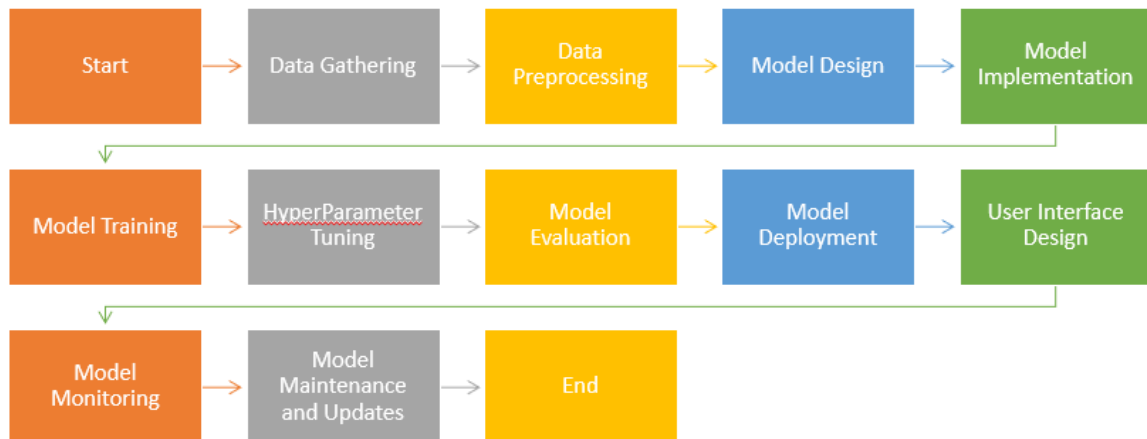 Start
Data Gathering
Data
Preprocessing
Model Design
Model
Implementation
Model Training
HyperParameter
Tuning
Model
Evaluation
Model
Deployment
User Interface
Design
Model
Monitoring
Model
Maintenance
and Updates
End